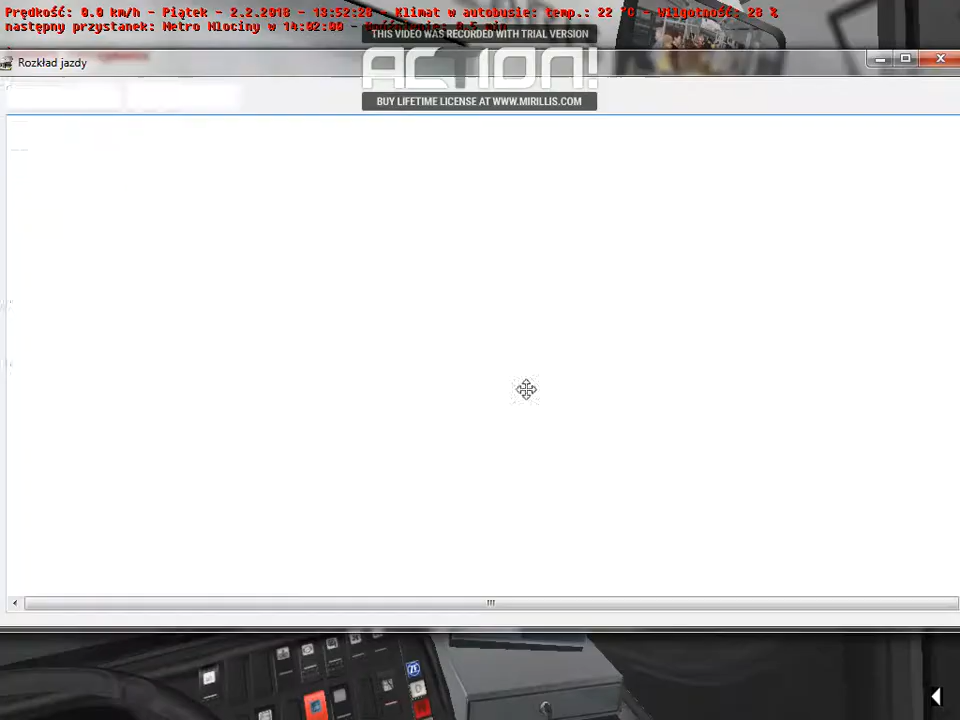 Prędkość: 0.0 km/h - Piątek - 2.2.2018 - 13:52:28 - Klimat w autobusie: temp.: 22 °C - Wilgotność: 28 %
następny przystanek: Metro Mlociny w 14:02:00 -
THIS VIDEO WAS RECORDED WITH TRIAL VERSION
ACTION!
BUY LIFETIME LICENSE AT WWW.MIRILLIS.COM
Rozkład jazdy